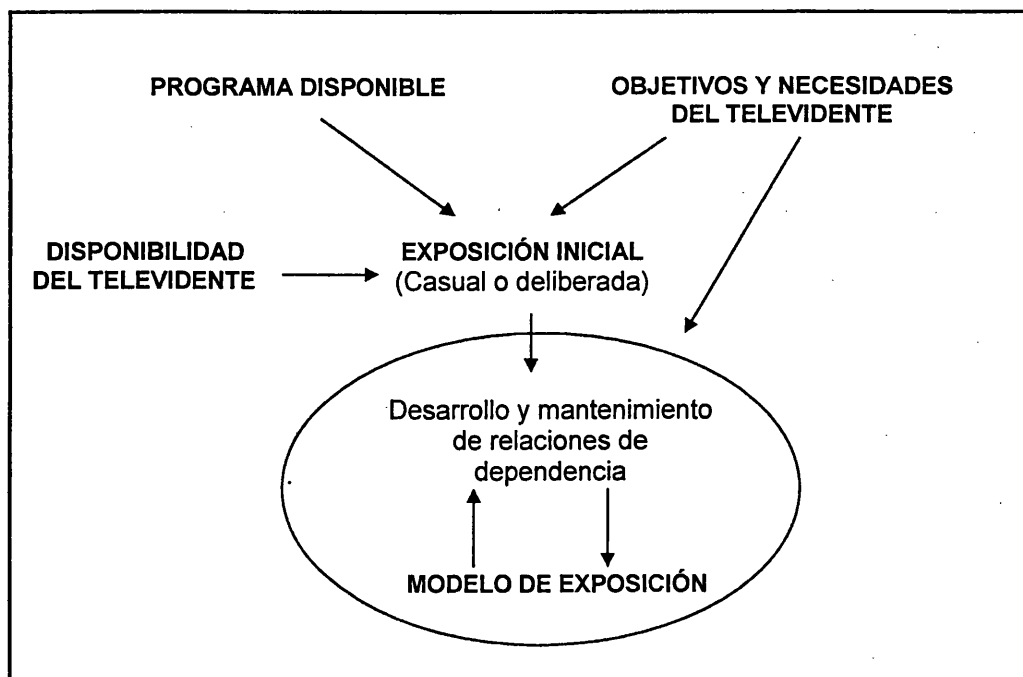 PROGRAMA DISPONIBLE
OBJETIVOS Y NECESIDADES
DEL TELEVIDENTE
DISPONIBILIDAD
DEL TELEVIDENTE
EXPOSICIÓN INICIAL
(Casual o deliberada)
Desarrollo y mantenimiento
de relaciones de
dependencia
MODELO DE EXPOSICIÓN